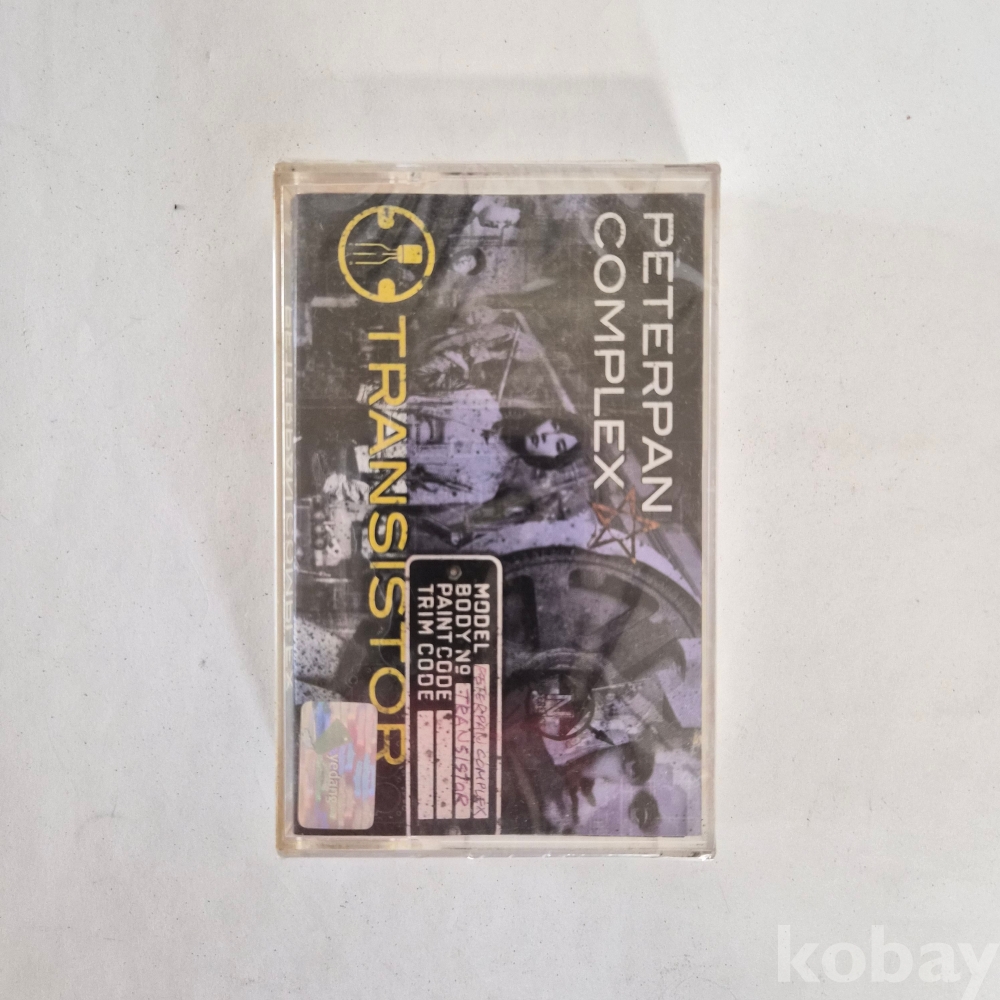 PETERPAN
COMPLEX
TRANSISTOR
MODEL PETERPAN COMPLEX
BODY Nº TRANSISTOR
PAINT CODE
TRIM CODE
kobay